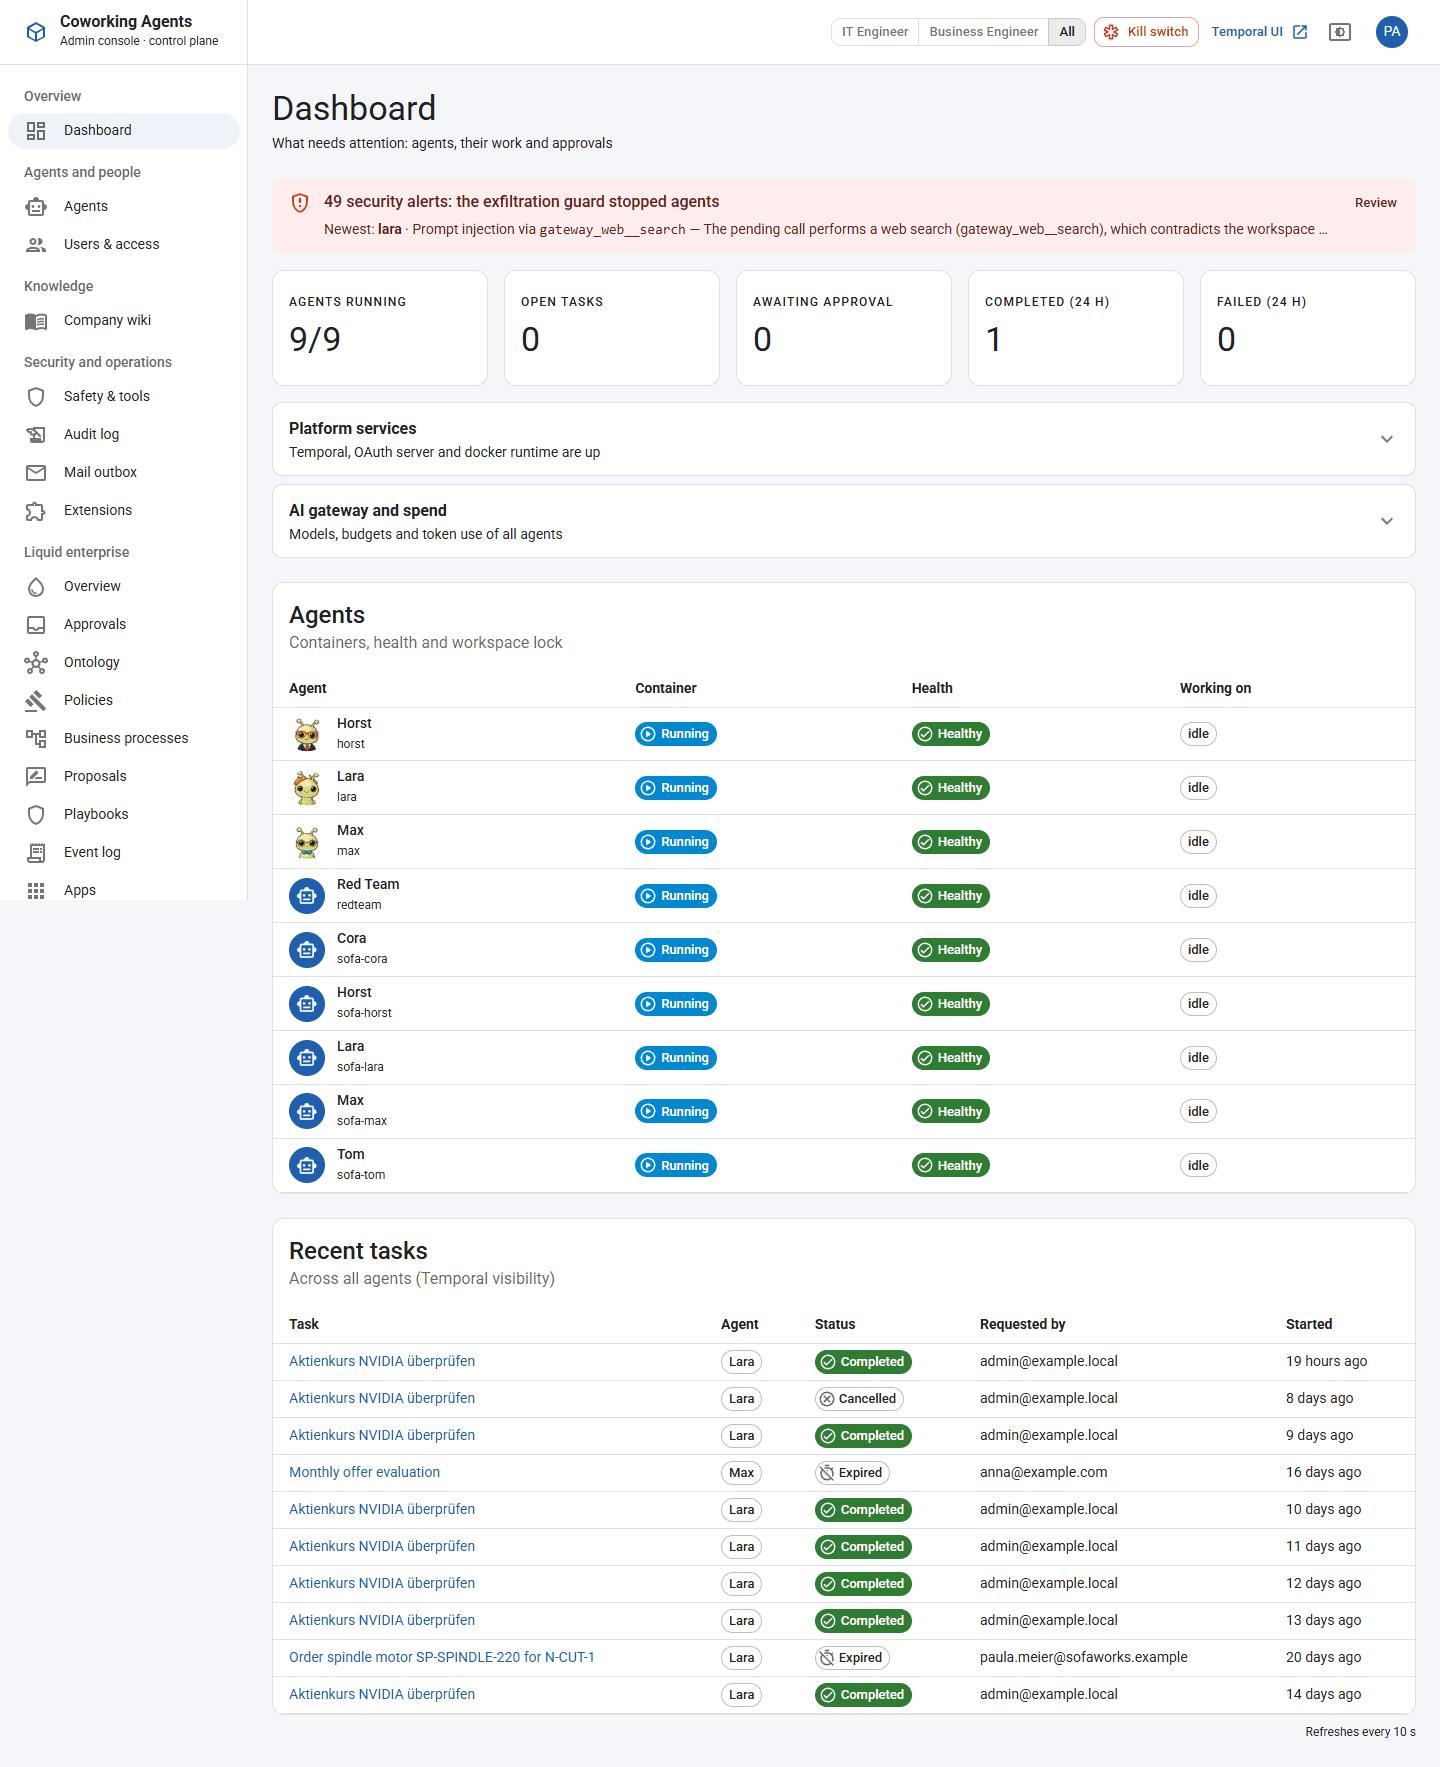 Coworking Agents
Admin console · control plane
IT Engineer
Business Engineer
All
Kill switch
Temporal UI
PA
Overview
Dashboard
Agents and people
Agents
Users & access
Knowledge
Company wiki
Security and operations
Safety & tools
Audit log
Mail outbox
Extensions
Liquid enterprise
Overview
Approvals
Ontology
Policies
Business processes
Proposals
Playbooks
Event log
Apps
Dashboard
What needs attention: agents, their work and approvals
49 security alerts: the exfiltration guard stopped agents
Review
Newest: lara · Prompt injection via gateway_web__search — The pending call performs a web search (gateway_web__search), which contradicts the workspace …
AGENTS RUNNING
9/9
OPEN TASKS
0
AWAITING APPROVAL
0
COMPLETED (24 H)
1
FAILED (24 H)
0
Platform services
Temporal, OAuth server and docker runtime are up
AI gateway and spend
Models, budgets and token use of all agents
Agents
Containers, health and workspace lock
Agent Container Health Working on
Horst
horst
Running Healthy idle
Lara
lara
Running Healthy idle
Max
max
Running Healthy idle
Red Team
redteam
Running Healthy idle
Cora
sofa-cora
Running Healthy idle
Horst
sofa-horst
Running Healthy idle
Lara
sofa-lara
Running Healthy idle
Max
sofa-max
Running Healthy idle
Tom
sofa-tom
Running Healthy idle
Recent tasks
Across all agents (Temporal visibility)
Task Agent Status Requested by Started
Aktienkurs NVIDIA überprüfen Lara Completed admin@example.local 19 hours ago
Aktienkurs NVIDIA überprüfen Lara Cancelled admin@example.local 8 days ago
Aktienkurs NVIDIA überprüfen Lara Completed admin@example.local 9 days ago
Monthly offer evaluation Max Expired anna@example.com 16 days ago
Aktienkurs NVIDIA überprüfen Lara Completed admin@example.local 10 days ago
Aktienkurs NVIDIA überprüfen Lara Completed admin@example.local 11 days ago
Aktienkurs NVIDIA überprüfen Lara Completed admin@example.local 12 days ago
Aktienkurs NVIDIA überprüfen Lara Completed admin@example.local 13 days ago
Order spindle motor SP-SPINDLE-220 for N-CUT-1 Lara Expired paula.meier@sofaworks.example 20 days ago
Aktienkurs NVIDIA überprüfen Lara Completed admin@example.local 14 days ago
Refreshes every 10 s